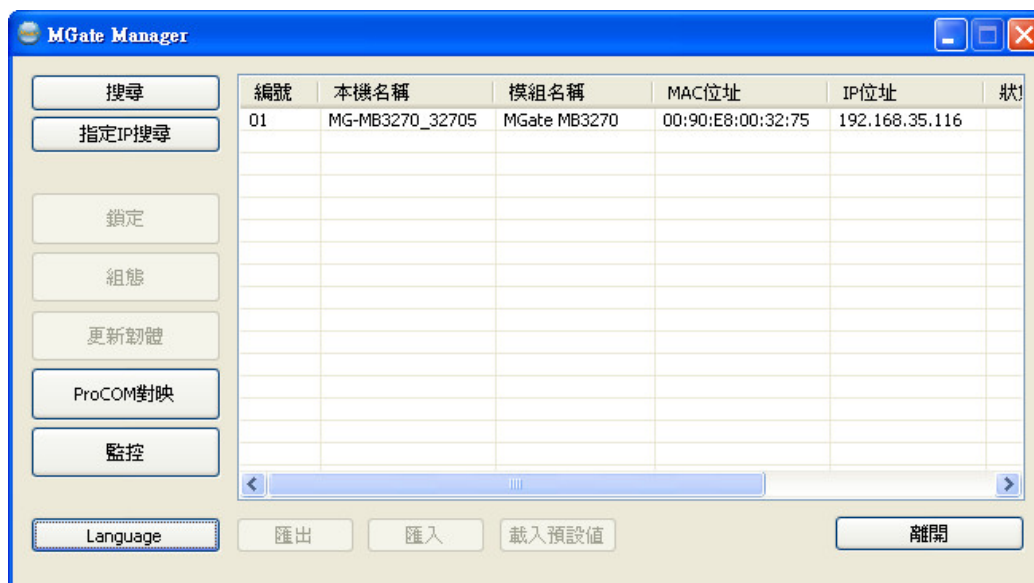 MGate Manager
搜尋
指定IP搜尋
鎖定
組態
更新韌體
ProCOM對映
監控
Language
編號 本機名稱 模組名稱 MAC位址 IP位址
01 MG-MB3270_32705 MGate MB3270 00:90:E8:00:32:75 192.168.35.116
匯出 匯入 載入預設值 離開